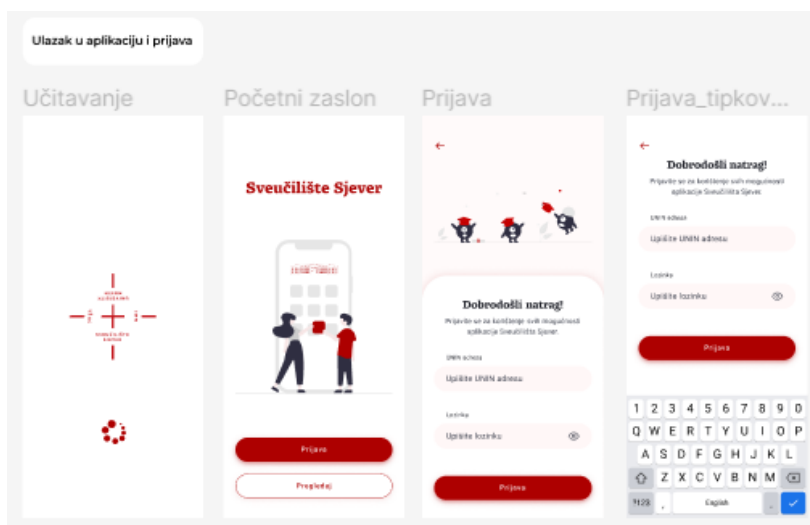 Ulazak u aplikaciju i prijava
Učitavanje
Početni zaslon
Prijava
Prijava_tipkov...
Sveučilište Sjever
Prijava
Pregledaj
Dobrodošli natrag!
Prijavite se za korištenje svih mogućnosti
aplikacije Sveučilišta Sjever.
UNIN adresa
Upišite UNIN adresu
Lozinka
Upišite lozinku
Prijava
Dobrodošli natrag!
Prijavite se za korištenje svih mogućnosti
aplikacije Sveučilišta Sjever.
UNIN adresa
Upišite UNIN adresu
Lozinka
Upišite lozinku
Prijava
1 2 3 4 5 6 7 8 9 0
Q W E R T Y U I O P
A S D F G H J K L
Z X C V B N M
?123 , English .